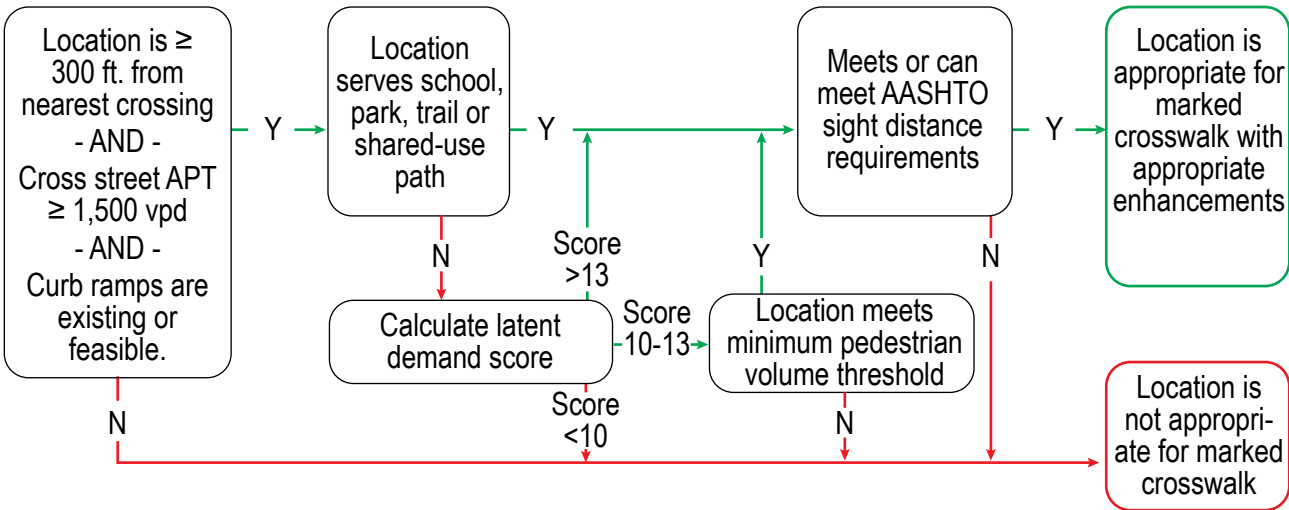 Location is ≥
300 ft. from
nearest crossing
- AND -
Cross street APT
≥ 1,500 vpd
- AND -
Curb ramps are
existing or
feasible.
Y
N
Location
serves school,
park, trail or
shared-use
path
Y
N
Calculate latent
demand score
Score
>13
Score
10-13
Score
<10
Location meets
minimum pedestrian
volume threshold
Y
N
Meets or can
meet AASHTO
sight distance
requirements
Y
N
Location is
appropriate for
marked
crosswalk with
appropriate
enhancements
Location is
not appropri-
ate for marked
crosswalk